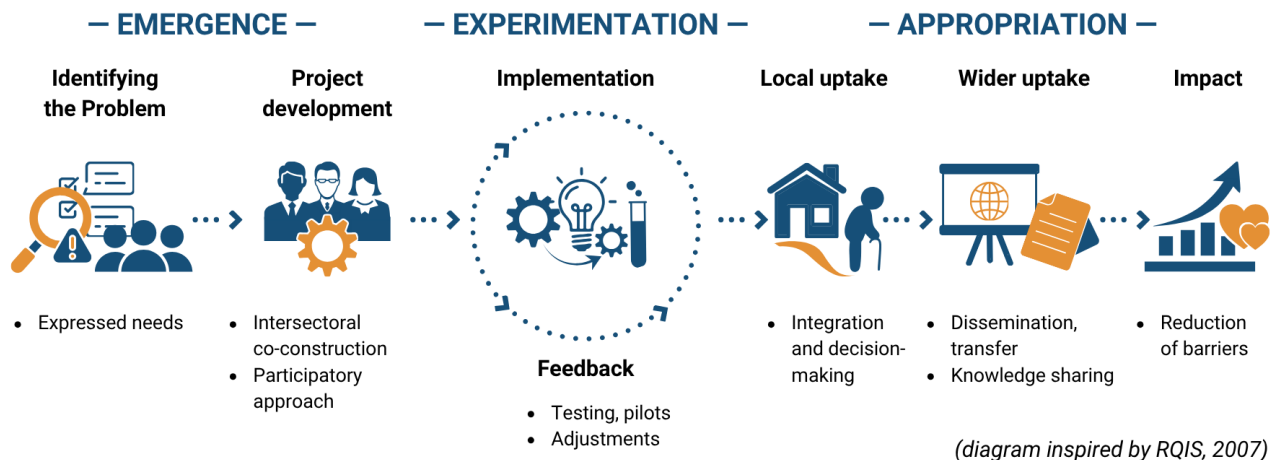 — EMERGENCE —
— EXPERIMENTATION —
— APPROPRIATION —
Identifying
the Problem
Project
development
Implementation
Local uptake
Wider uptake
Impact
• Expressed needs
• Intersectoral
co-construction
• Participatory
approach
Feedback
• Testing, pilots
• Adjustments
• Integration
and decision-
making
• Dissemination,
transfer
• Knowledge sharing
• Reduction
of barriers
(diagram inspired by RQIS, 2007)